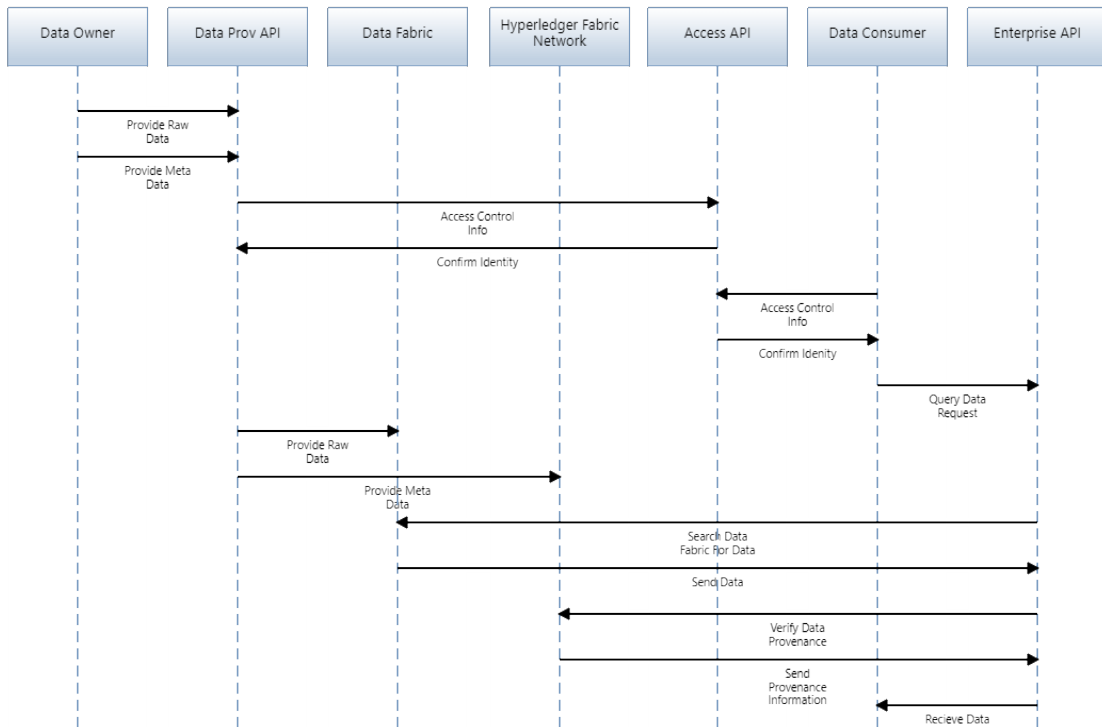 Data Owner
Data Prov API
Data Fabric
Hyperledger Fabric
Network
Access API
Data Consumer
Enterprise API
Provide Raw
Data
Provide Meta
Data
Access Control
Info
Confirm Identity
Access Control
Info
Confirm Idenity
Query Data
Request
Provide Raw
Data
Provide Meta
Data
Search Data
Fabric For Data
Send Data
Verify Data
Provenance
Send
Provenance
Information
Recieve Data